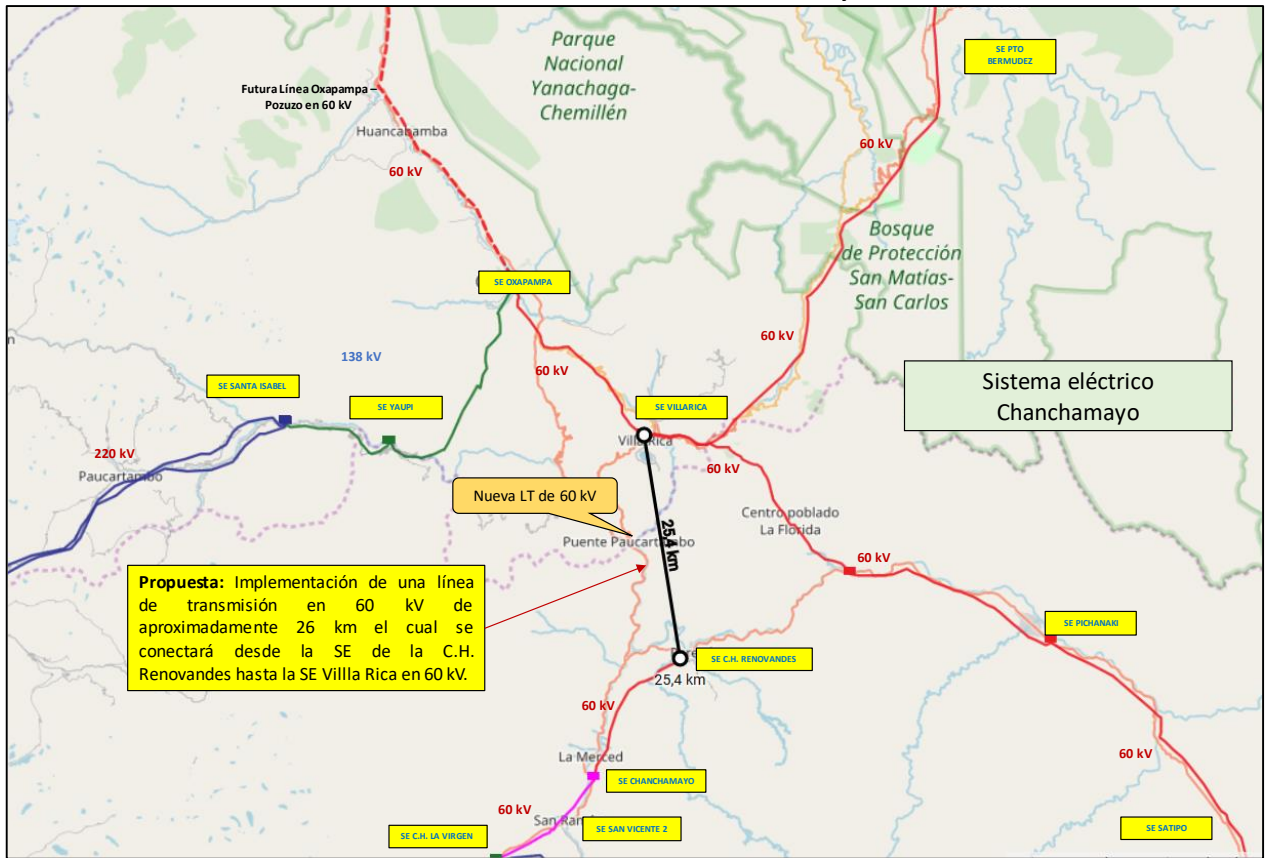 Parque
Nacional
Yanachaga-
Chemillén
SE PTO
BERMUDEZ
Futura Línea Oxapampa –
Pozuzo en 60 kV
Huancabamba
60 kV
60 kV
Bosque
de Protección
San Matías-
San Carlos
SE OXAPAMPA
60 kV
138 kV
60 kV
Sistema eléctrico
Chanchamayo
SE SANTA ISABEL
SE YAUPI
SE VILLARICA
Villa Rica
220 kV
60 kV
Paucartambo
Nueva LT de 60 kV
25,4 km
Centro poblado
La Florida
Puente Paucartambo
60 kV
Propuesta: Implementación de una línea
de transmisión en 60 kV de
aproximadamente 26 km el cual se
conectará desde la SE de la C.H.
Renovandes hasta la SE Villla Rica en 60 kV.
SE PICHANAKI
SE C.H. RENOVANDES
25,4 km
60 kV
La Merced
60 kV
SE CHANCHAMAYO
60 kV
San Ramón
SE SAN VICENTE 2
SE C.H. LA VIRGEN
SE SATIPO